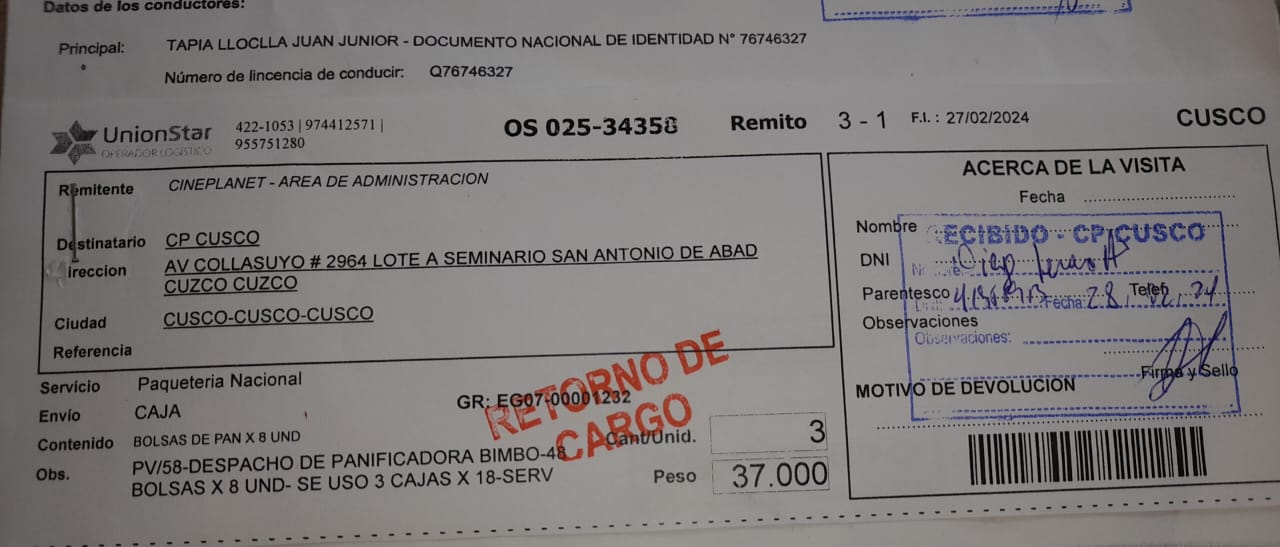 Datos de los conductores:
Principal: TAPIA LLOCLLA JUAN JUNIOR - DOCUMENTO NACIONAL DE IDENTIDAD N° 76746327
Número de lincencia de conducir: Q76746327
UnionStar
OPERADOR LOGÍSTICO
422-1053 | 974412571 |
955751280
OS 025-34358 Remito 3 - 1 F.I.: 27/02/2024 CUSCO
Remitente CINEPLANET - AREA DE ADMINISTRACION
Destinatario CP CUSCO
Direccion AV COLLASUYO # 2964 LOTE A SEMINARIO SAN ANTONIO DE ABAD
CUZCO CUZCO
Ciudad CUSCO-CUSCO-CUSCO
Referencia
Servicio Paqueteria Nacional
Envío CAJA
GR: EG07-00001232
Contenido BOLSAS DE PAN X 8 UND
Obs. PV/58-DESPACHO DE PANIFICADORA BIMBO-48
BOLSAS X 8 UND- SE USO 3 CAJAS X 18-SERV
Cant/Unid. 3
Peso 37.000
RETORNO DE
CARGO
ACERCA DE LA VISITA
Fecha
Nombre
DNI
Parentesco Telef
Observaciones
Firma y Sello
MOTIVO DE DEVOLUCION
RECIBIDO - CP CUSCO
Fecha: 28, 02, 24
Observaciones: